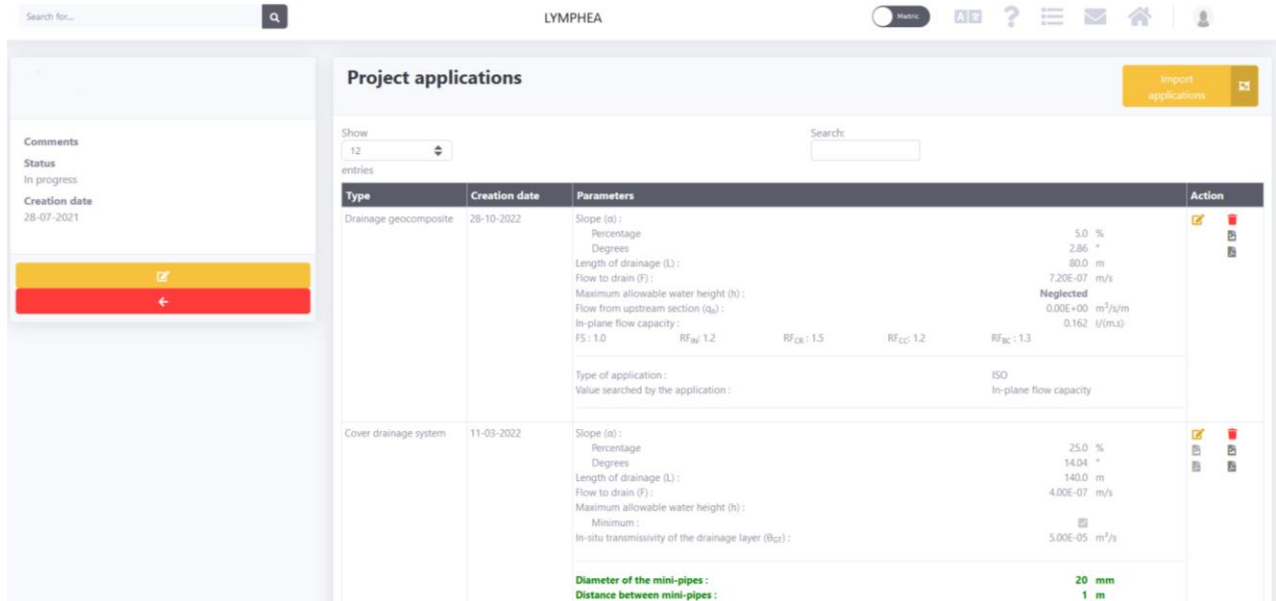 Search for...
LYMPHEA
Metric
Project applications
Import
applications
Comments
Status
In progress
Creation date
28-07-2021
Show
12
entries
Search:
Type Creation date Parameters Action
Drainage geocomposite 28-10-2022 Slope (α) :
Percentage 5.0 %
Degrees 2.86 °
Length of drainage (L) : 80.0 m
Flow to drain (F) : 7.20E-07 m/s
Maximum allowable water height (h) : Neglected
Flow from upstream section (qₐ) : 0.00E+00 m³/s/m
In-plane flow capacity : 0.162 l/(m.s)
FS : 1.0 RF_IN: 1.2 RF_CR : 1.5 RF_CC: 1.2 RF_BC : 1.3
Type of application : ISO
Value searched by the application : In-plane flow capacity
Cover drainage system 11-03-2022 Slope (α) :
Percentage 25.0 %
Degrees 14.04 °
Length of drainage (L) : 140.0 m
Flow to drain (F) : 4.00E-07 m/s
Maximum allowable water height (h) :
Minimum :
In-situ transmissivity of the drainage layer (θ_GT) : 5.00E-05 m²/s
Diameter of the mini-pipes : 20 mm
Distance between mini-pipes : 1 m